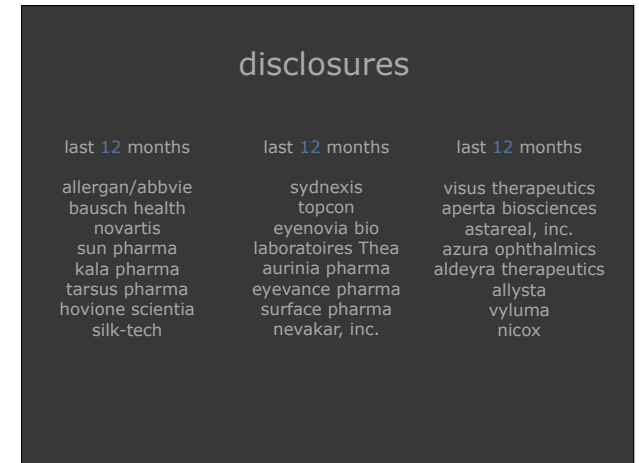 disclosures
last 12 months
allergan/abbvie
bausch health
novartis
sun pharma
kala pharma
tarsus pharma
hovione scientia
silk-tech
last 12 months
sydnexis
topcon
eyenovia bio
laboratoires Thea
aurinia pharma
eyevance pharma
surface pharma
nevakar, inc.
last 12 months
visus therapeutics
aperta biosciences
astareal, inc.
azura ophthalmics
aldeyra therapeutics
allysta
vyluma
nicox